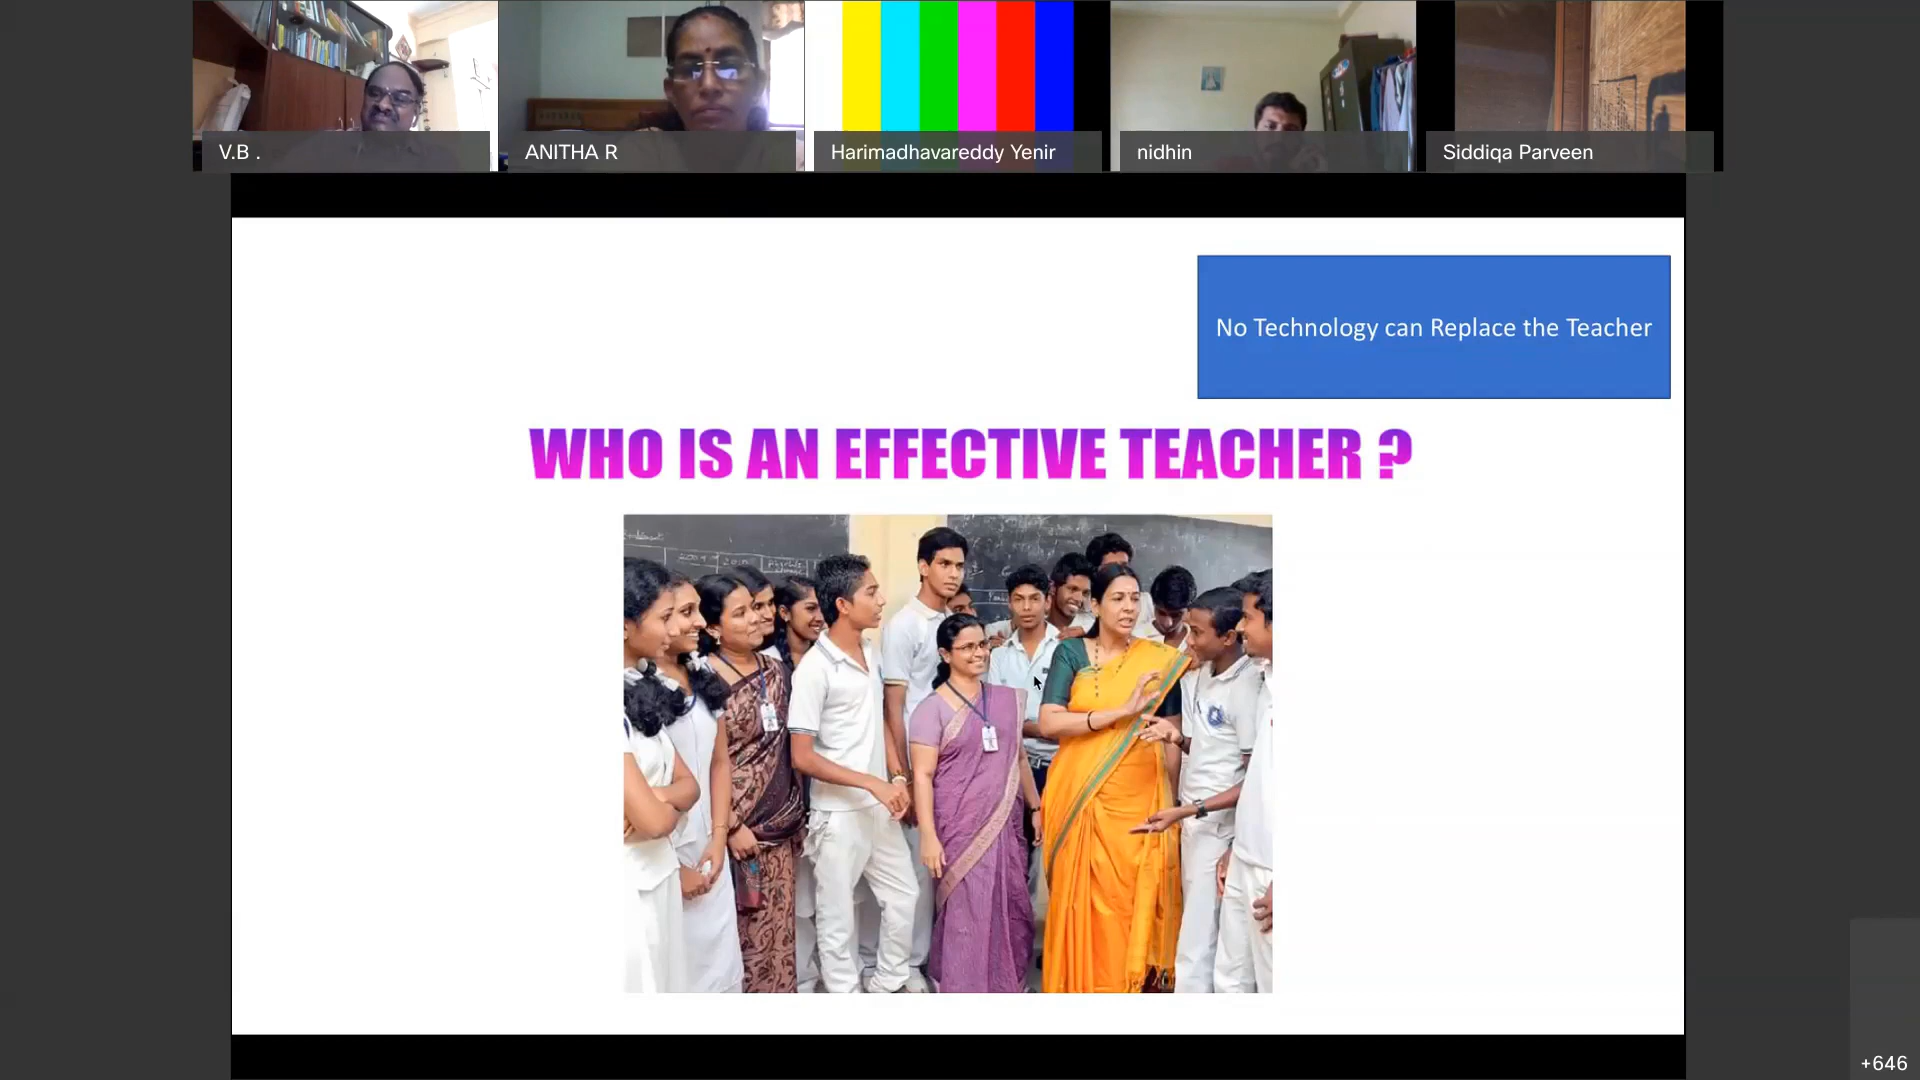 V.B .
ANITHA R
Harimadhavareddy Yenir
nidhin
Siddiqa Parveen
No Technology can Replace the Teacher
WHO IS AN EFFECTIVE TEACHER ?
+646